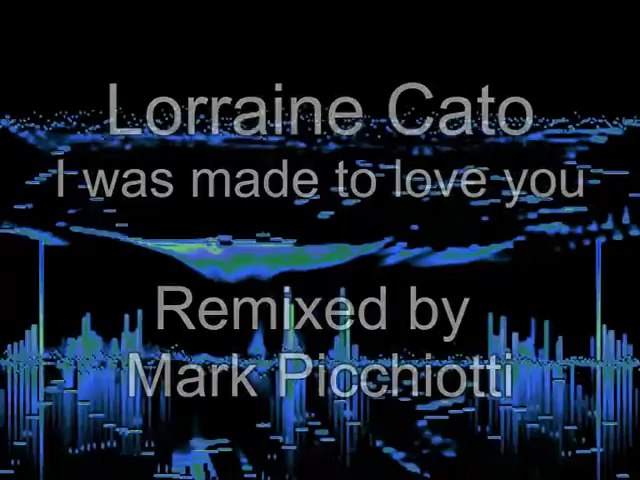 Lorraine Cato
I was made to love you
Remixed by
Mark Picchiotti